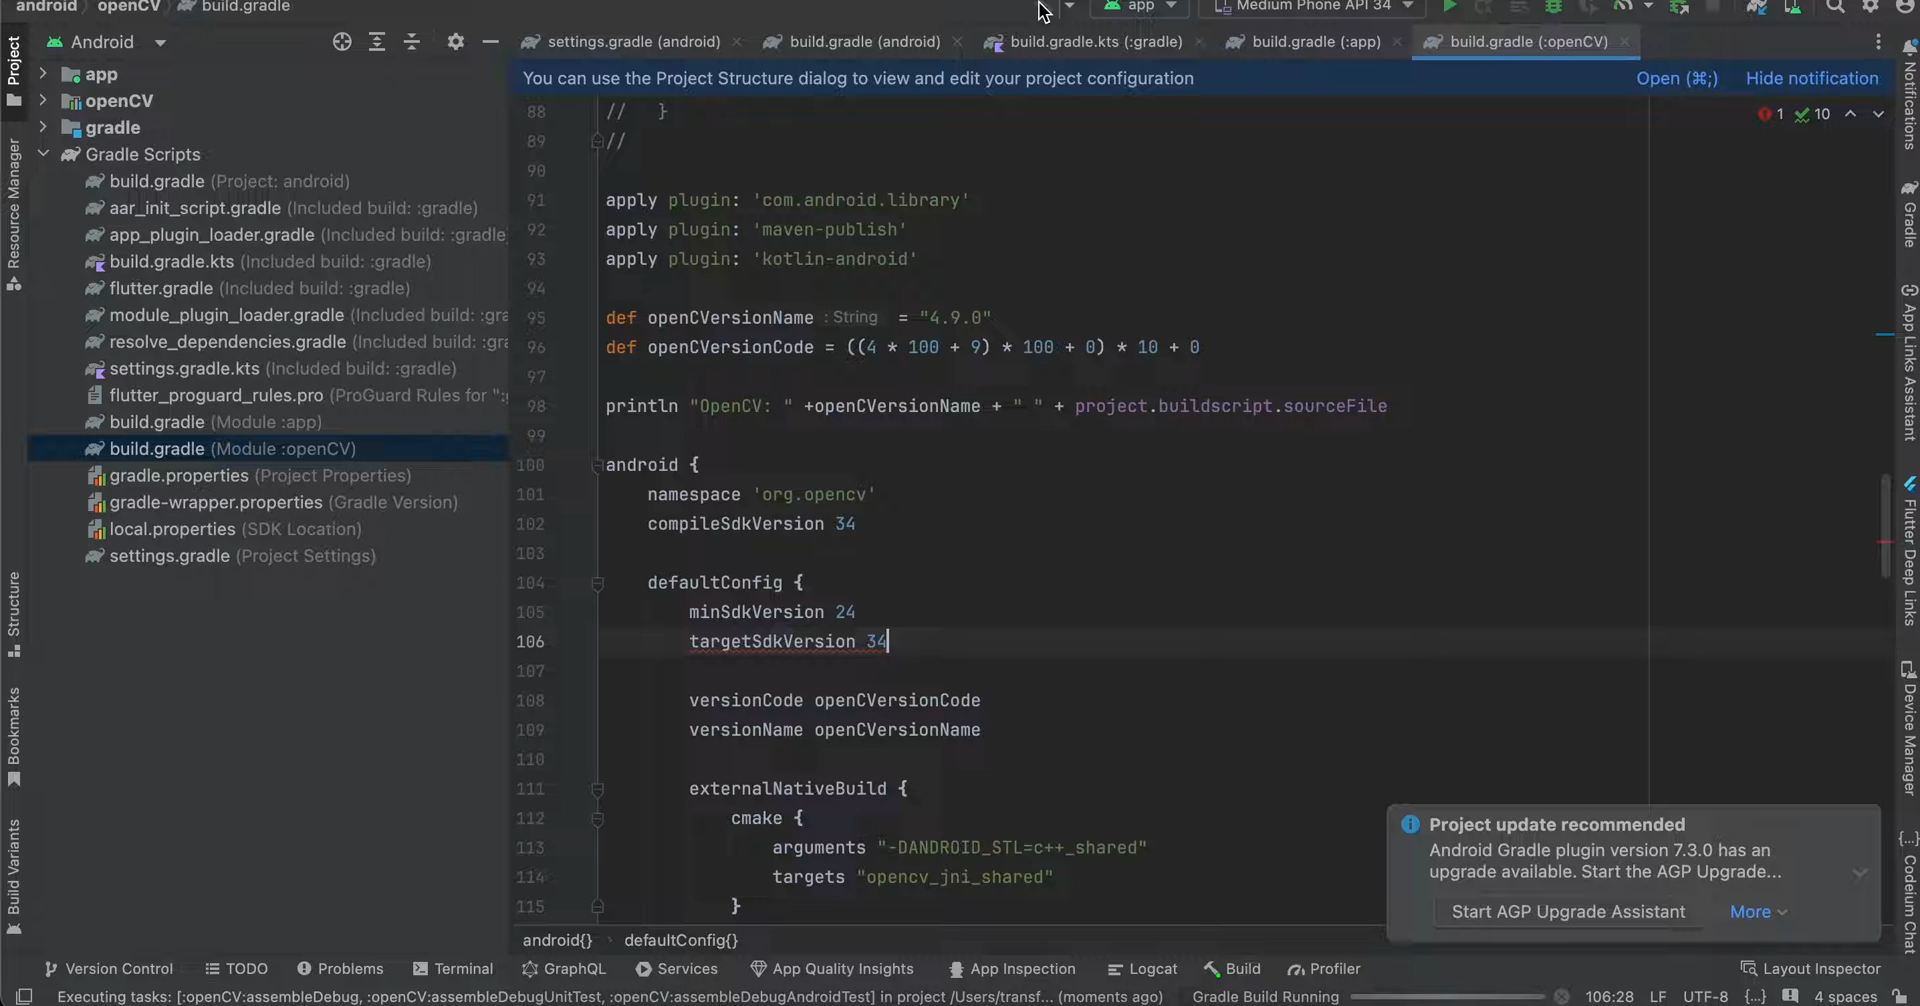 android openCV build.gradle
app
Medium Phone API 34
Project
Android
settings.gradle (android)
build.gradle (android)
build.gradle.kts (:gradle)
build.gradle (:app)
build.gradle (:openCV)
You can use the Project Structure dialog to view and edit your project configuration
Open (⌘;)
Hide notification
app
openCV
gradle
Gradle Scripts
build.gradle (Project: android)
aar_init_script.gradle (Included build: :gradle)
app_plugin_loader.gradle (Included build: :gradle
build.gradle.kts (Included build: :gradle)
flutter.gradle (Included build: :gradle)
module_plugin_loader.gradle (Included build: :gra
resolve_dependencies.gradle (Included build: :gra
settings.gradle.kts (Included build: :gradle)
flutter_proguard_rules.pro (ProGuard Rules for ":
build.gradle (Module :app)
build.gradle (Module :openCV)
gradle.properties (Project Properties)
gradle-wrapper.properties (Gradle Version)
local.properties (SDK Location)
settings.gradle (Project Settings)
Resource Manager
Structure
Bookmarks
Build Variants
1 10
88 // }
89 //
90
91 apply plugin: 'com.android.library'
92 apply plugin: 'maven-publish'
93 apply plugin: 'kotlin-android'
94
95 def openCVersionName : String = "4.9.0"
96 def openCVersionCode = ((4 * 100 + 9) * 100 + 0) * 10 + 0
97
98 println "OpenCV: " +openCVersionName + " " + project.buildscript.sourceFile
99
100 android {
101 namespace 'org.opencv'
102 compileSdkVersion 34
103
104 defaultConfig {
105 minSdkVersion 24
106 targetSdkVersion 34
107
108 versionCode openCVersionCode
109 versionName openCVersionName
110
111 externalNativeBuild {
112 cmake {
113 arguments "-DANDROID_STL=c++_shared"
114 targets "opencv_jni_shared"
115 }
android{} defaultConfig{}
Project update recommended
Android Gradle plugin version 7.3.0 has an
upgrade available. Start the AGP Upgrade...
Start AGP Upgrade Assistant
More
Notifications
Gradle
App Links Assistant
Flutter Deep Links
Device Manager
{...}
Codeium Chat
Version Control
TODO
Problems
Terminal
GraphQL
Services
App Quality Insights
App Inspection
Logcat
Build
Profiler
Layout Inspector
Executing tasks: [:openCV:assembleDebug, :openCV:assembleDebugUnitTest, :openCV:assembleDebugAndroidTest] in project /Users/transf... (moments ago)
Gradle Build Running
106:28 LF UTF-8 {...} 4 spaces